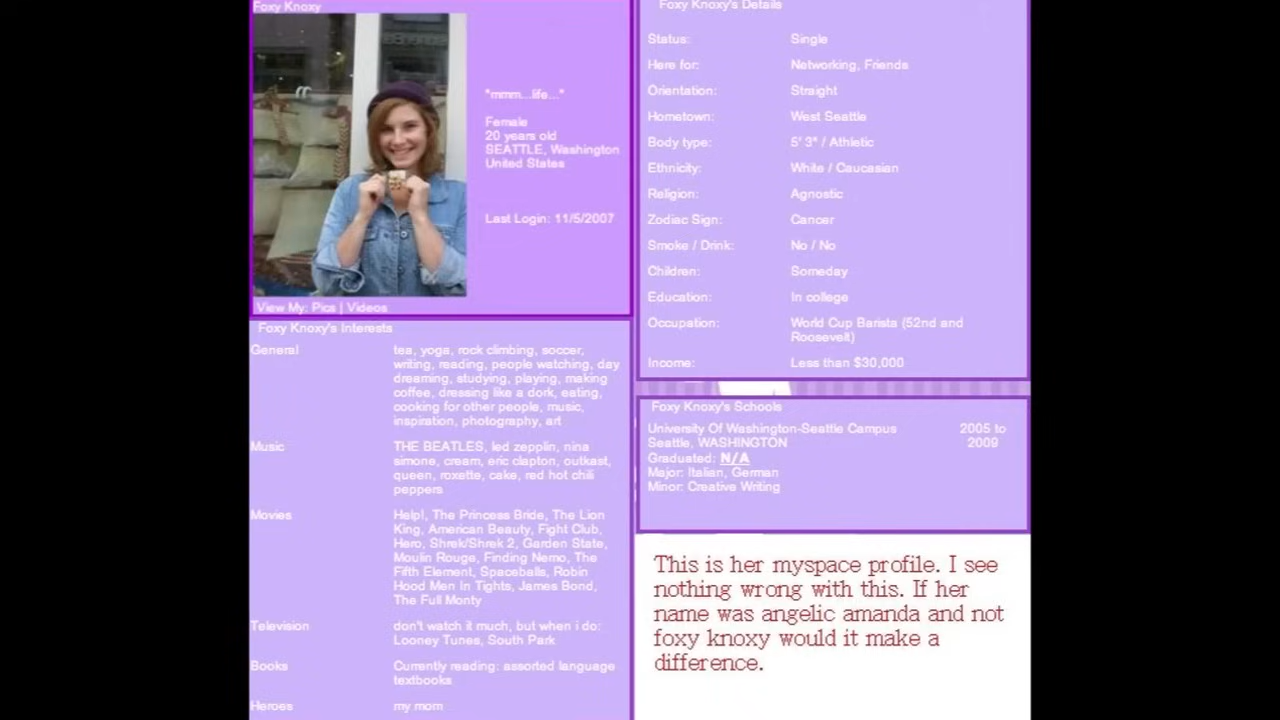 Foxy Knoxy
"mmm...life..."
Female
20 years old
SEATTLE, Washington
United States
Last Login: 11/5/2007
View My: Pics | Videos
Foxy Knoxy's Interests
General
tea, yoga, rock climbing, soccer,
writing, reading, people watching, day
dreaming, studying, playing, making
coffee, dressing like a dork, eating,
cooking for other people, music,
inspiration, photography, art
Music
THE BEATLES, led zepplin, nina
simone, cream, eric clapton, outkast,
queen, roxette, cake, red hot chili
peppers
Movies
Help!, The Princess Bride, The Lion
King, American Beauty, Fight Club,
Hero, Shrek/Shrek 2, Garden State,
Moulin Rouge, Finding Nemo, The
Fifth Element, Spaceballs, Robin
Hood Men In Tights, James Bond,
The Full Monty
Television
don't watch it much, but when i do:
Looney Tunes, South Park
Books
Currently reading: assorted language
textbooks
Heroes
my mom
Foxy Knoxy's Details
Status: Single
Here for: Networking, Friends
Orientation: Straight
Hometown: West Seattle
Body type: 5' 3" / Athletic
Ethnicity: White / Caucasian
Religion: Agnostic
Zodiac Sign: Cancer
Smoke / Drink: No / No
Children: Someday
Education: In college
Occupation: World Cup Barista (52nd and
Roosevelt)
Income: Less than $30,000
Foxy Knoxy's Schools
University Of Washington-Seattle Campus 2005 to
Seattle, WASHINGTON 2009
Graduated: N/A
Major: Italian, German
Minor: Creative Writing
This is her myspace profile. I see
nothing wrong with this. If her
name was angelic amanda and not
foxy knoxy would it make a
difference.